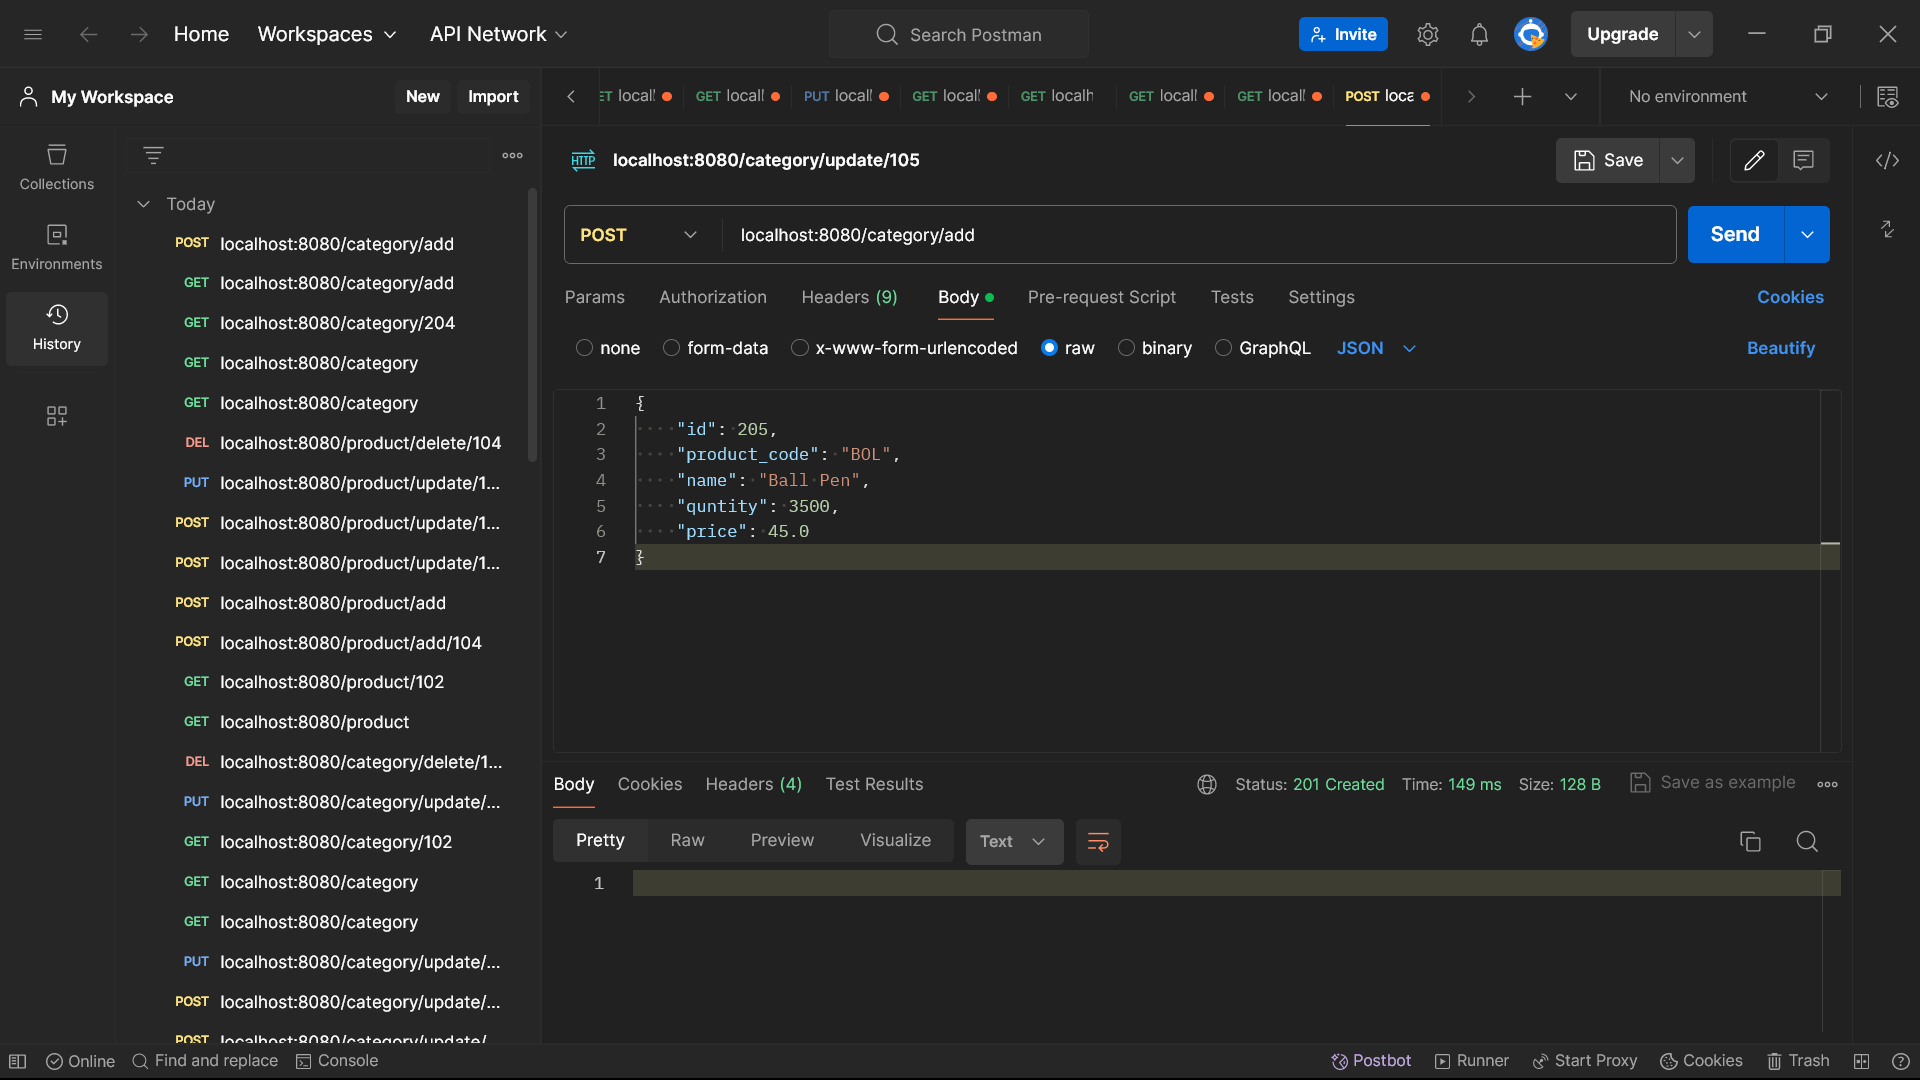 Home Workspaces API Network Search Postman Invite Upgrade
My Workspace New Import
ET locall GET locall PUT locall GET locall GET localh GET locall GET locall POST loca No environment
Collections
Environments
History
Today
POST localhost:8080/category/add
GET localhost:8080/category/add
GET localhost:8080/category/204
GET localhost:8080/category
GET localhost:8080/category
DEL localhost:8080/product/delete/104
PUT localhost:8080/product/update/1...
POST localhost:8080/product/update/1...
POST localhost:8080/product/update/1...
POST localhost:8080/product/add
POST localhost:8080/product/add/104
GET localhost:8080/product/102
GET localhost:8080/product
DEL localhost:8080/category/delete/1...
PUT localhost:8080/category/update/...
GET localhost:8080/category/102
GET localhost:8080/category
GET localhost:8080/category
PUT localhost:8080/category/update/...
POST localhost:8080/category/update/...
POST localhost:8080/category/update/
HTTP localhost:8080/category/update/105 Save
POST localhost:8080/category/add Send
Params Authorization Headers (9) Body Pre-request Script Tests Settings Cookies
none form-data x-www-form-urlencoded raw binary GraphQL JSON Beautify
1 {
2 "id": 205,
3 "product_code": "BOL",
4 "name": "Ball Pen",
5 "quntity": 3500,
6 "price": 45.0
7 }
Body Cookies Headers (4) Test Results Status: 201 Created Time: 149 ms Size: 128 B Save as example
Pretty Raw Preview Visualize Text
1
Online Find and replace Console Postbot Runner Start Proxy Cookies Trash